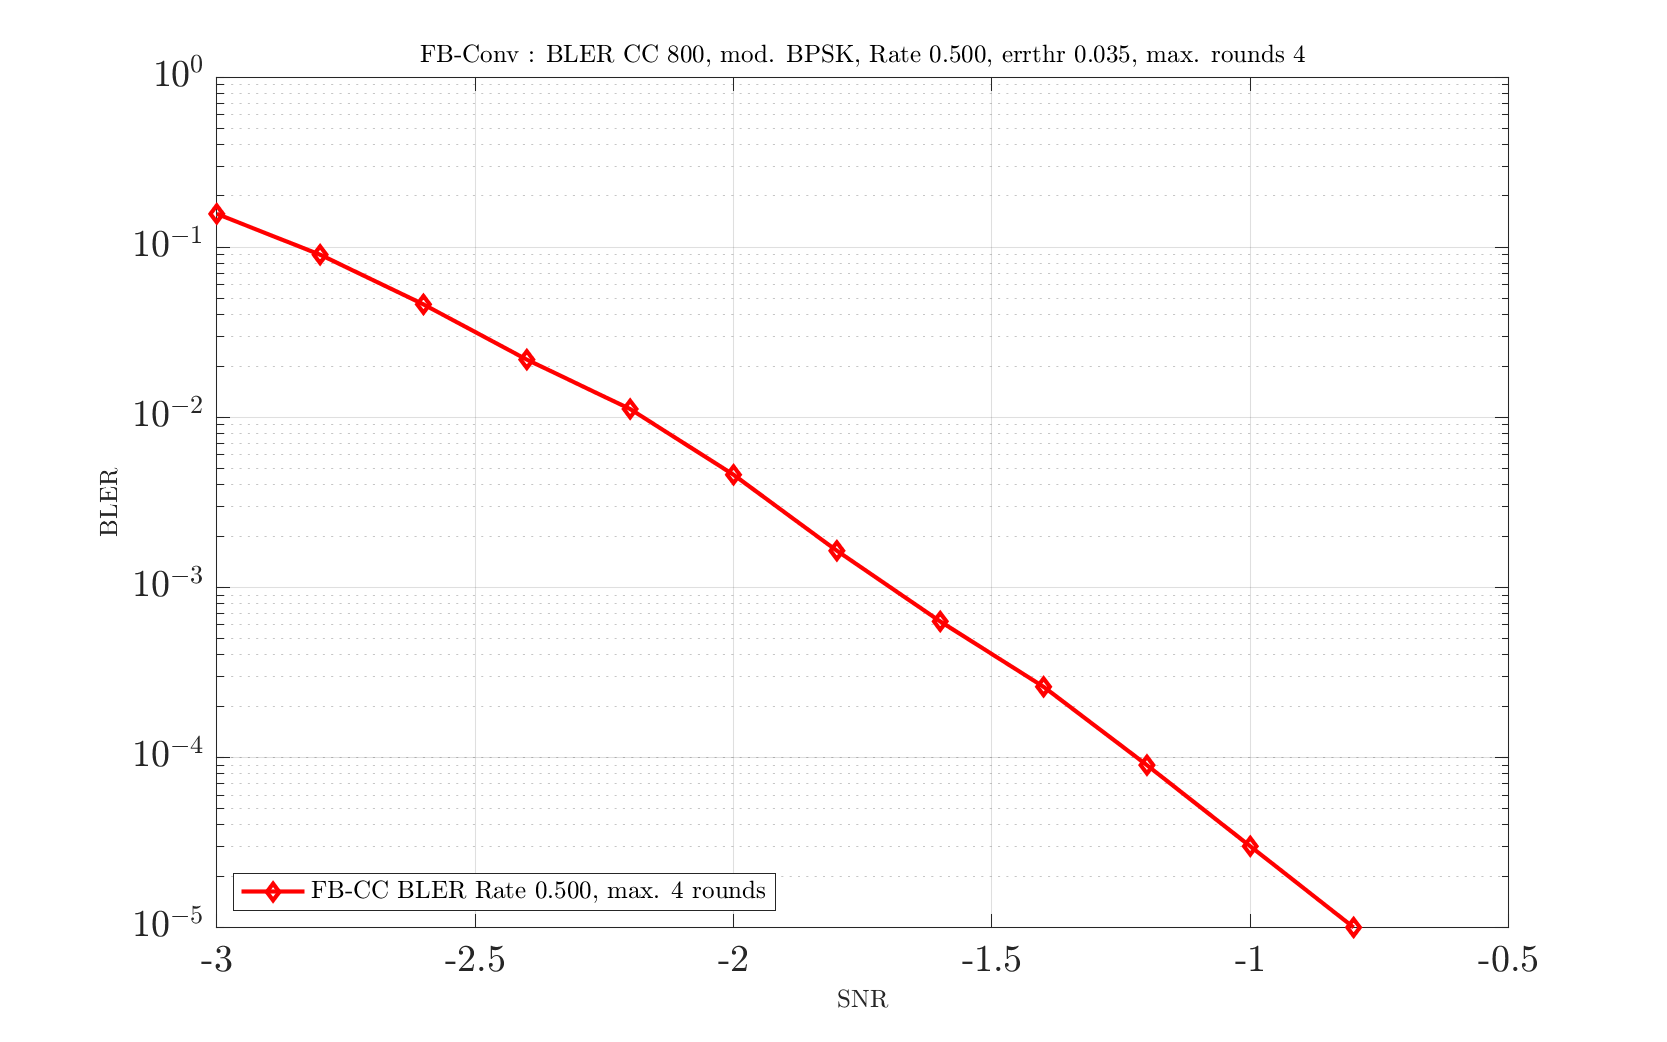 FB-Conv : BLER CC 800, mod. BPSK, Rate 0.500, errthr 0.035, max. rounds 4
10⁰
10⁻¹
10⁻²
10⁻³
10⁻⁴
10⁻⁵
BLER
FB-CC BLER Rate 0.500, max. 4 rounds
-3 -2.5 -2 -1.5 -1 -0.5
SNR